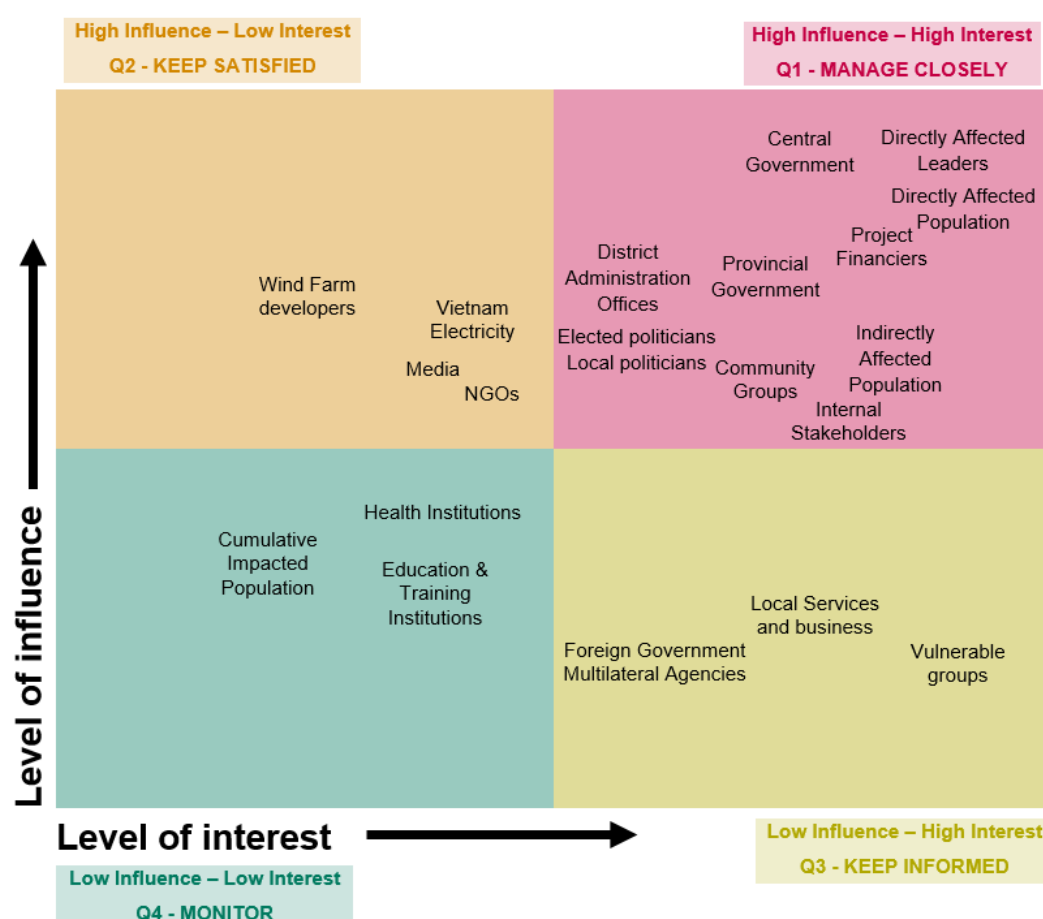 High Influence – Low Interest
Q2 - KEEP SATISFIED
High Influence – High Interest
Q1 - MANAGE CLOSELY
Central
Government
Directly Affected
Leaders
Directly Affected
Population
Project
Financiers
District
Administration
Offices
Provincial
Government
Wind Farm
developers
Vietnam
Electricity
Media
NGOs
Elected politicians
Local politicians
Community
Groups
Indirectly
Affected
Population
Internal
Stakeholders
Health Institutions
Cumulative
Impacted
Population
Education &
Training
Institutions
Local Services
and business
Foreign Government
Multilateral Agencies
Vulnerable
groups
Level of influence
Level of interest
Low Influence – High Interest
Q3 - KEEP INFORMED
Low Influence – Low Interest
Q4 - MONITOR